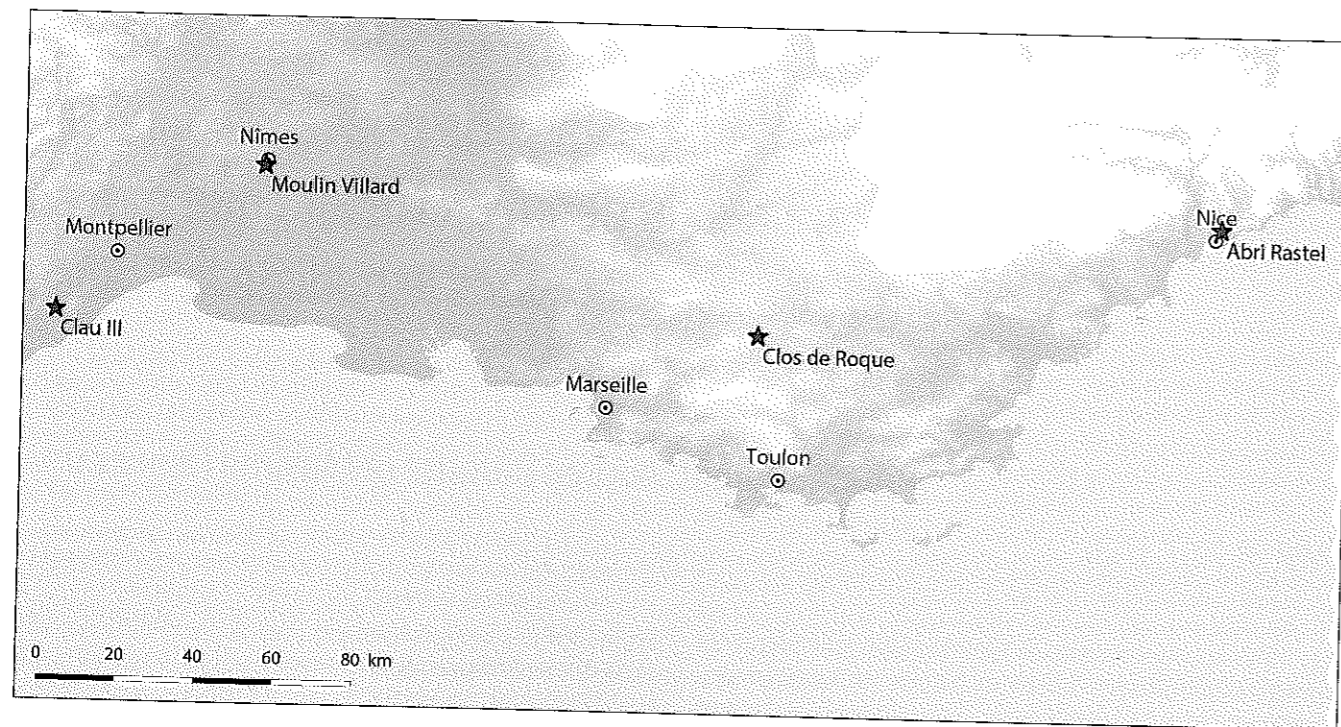 Nîmes
Moulin Villard
Montpellier
Nice
Abri Rastel
Clau III
Clos de Roque
Marseille
Toulon
0 20 40 60 80 km